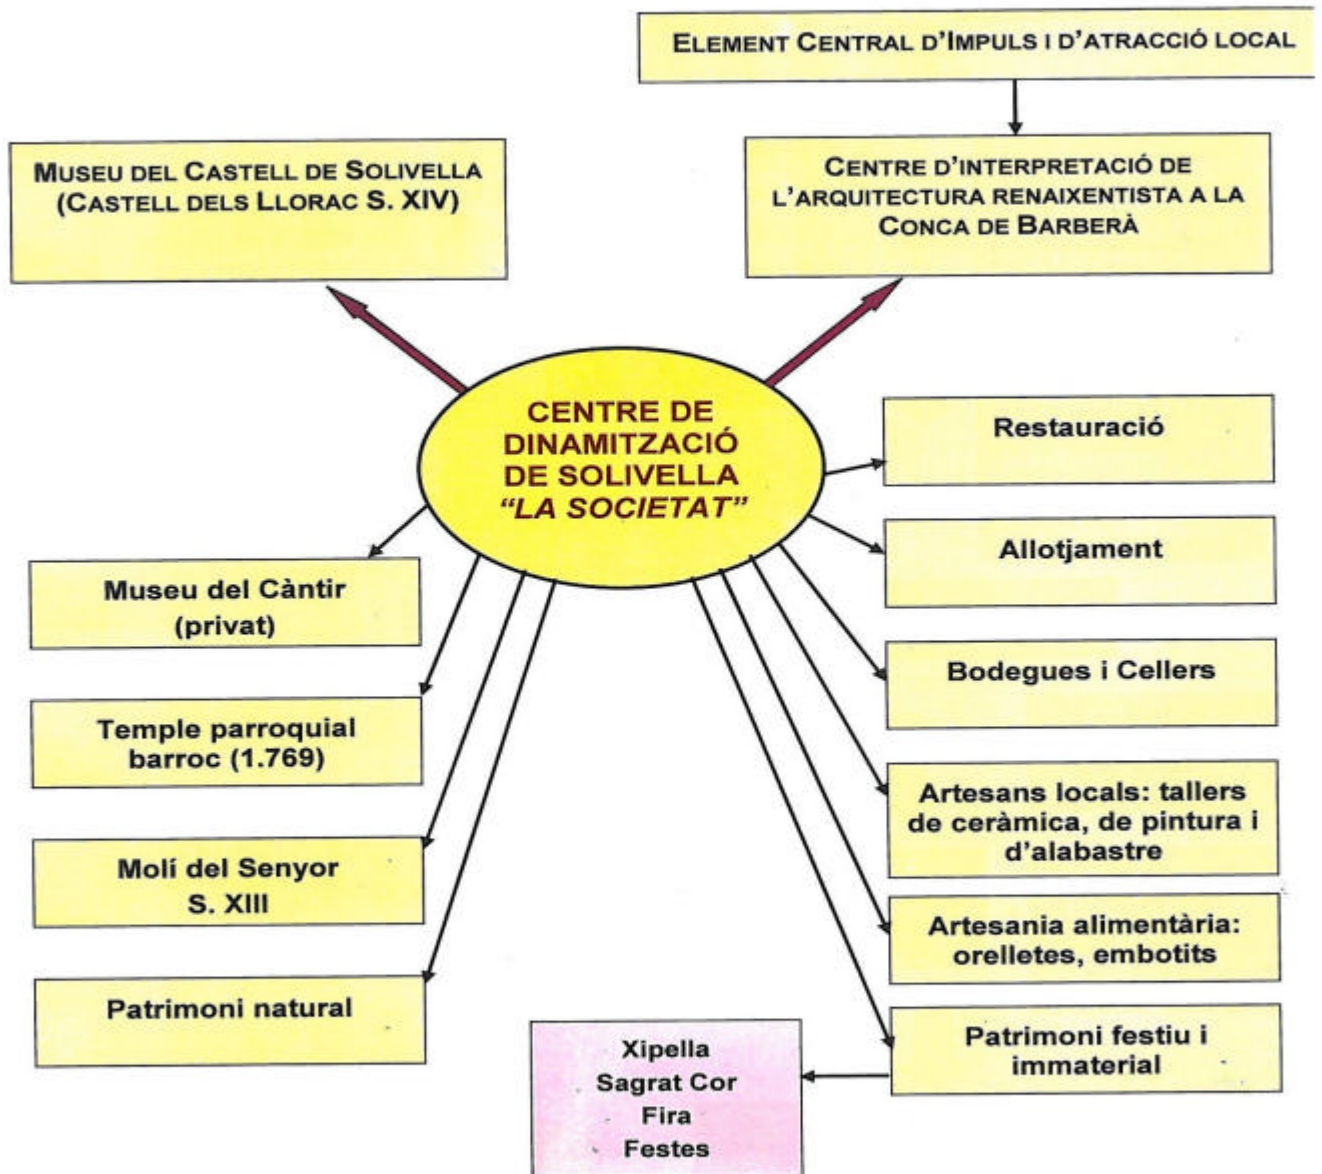 ELEMENT CENTRAL D'IMPULS I D'ATRACCIÓ LOCAL
MUSEU DEL CASTELL DE SOLIVELLA
(CASTELL DELS LLORAC S. XIV)
CENTRE D'INTERPRETACIÓ DE
L'ARQUITECTURA RENAIXENTISTA A LA
CONCA DE BARBERÀ
CENTRE DE
DINAMITZACIÓ
DE SOLIVELLA
“LA SOCIETAT”
Museu del Càntir
(privat)
Temple parroquial
barroc (1.769)
Molí del Senyor
S. XIII
Patrimoni natural
Restauració
Allotjament
Bodegues i Cellers
Artesans locals: tallers
de ceràmica, de pintura i
d'alabastre
Artesania alimentària:
orelletes, embotits
Patrimoni festiu i
immaterial
Xipella
Sagrat Cor
Fira
Festes